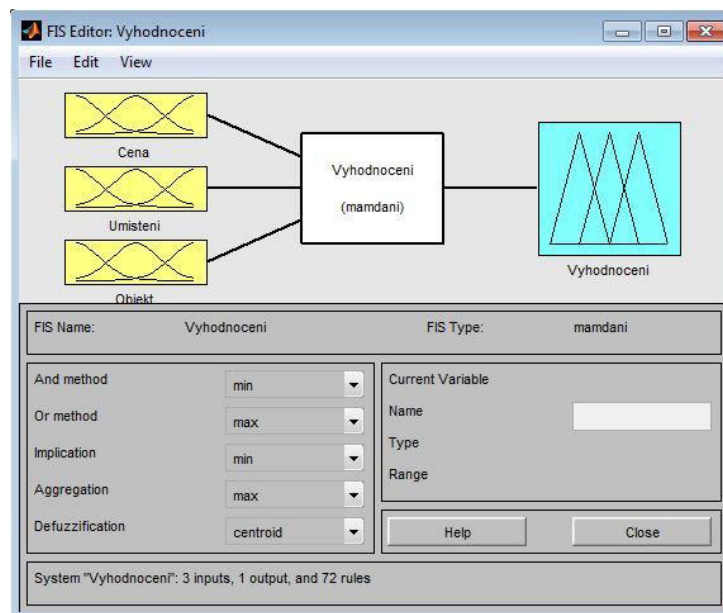 FIS Editor: Vyhodnoceni
File Edit View
Cena
Umisteni
Objekt
Vyhodnoceni
(mamdani)
Vyhodnoceni
FIS Name: Vyhodnoceni FIS Type: mamdani
And method min
Or method max
Implication min
Aggregation max
Defuzzification centroid
Current Variable
Name
Type
Range
Help Close
System "Vyhodnoceni": 3 inputs, 1 output, and 72 rules